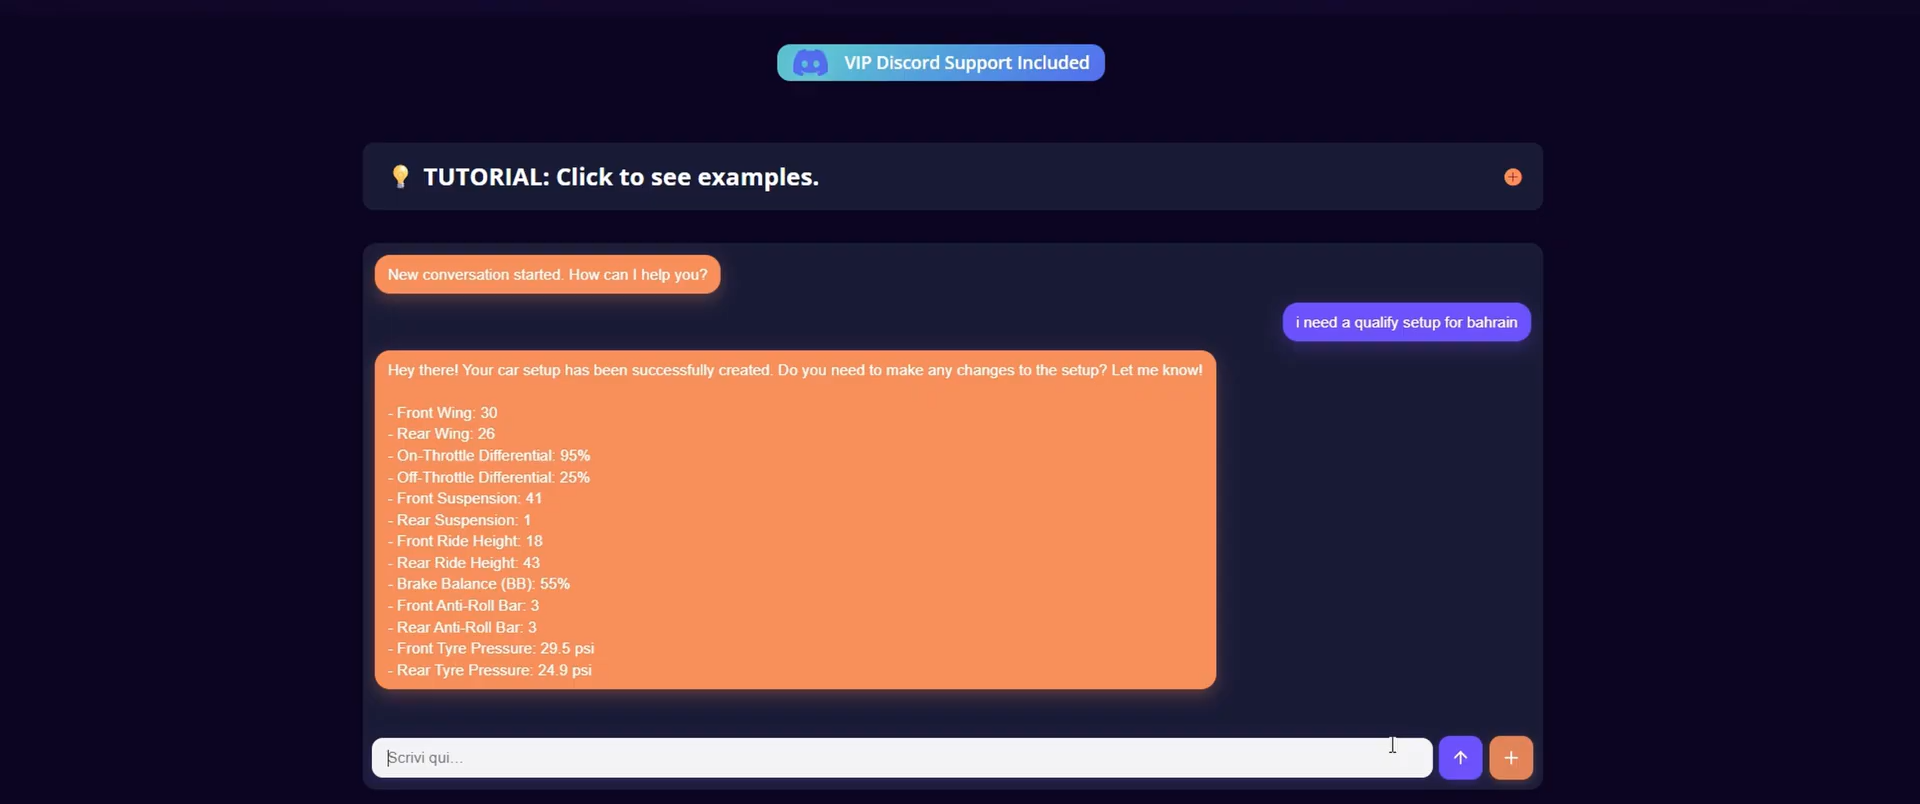 VIP Discord Support Included
TUTORIAL: Click to see examples.
New conversation started. How can I help you?
i need a qualify setup for bahrain
Hey there! Your car setup has been successfully created. Do you need to make any changes to the setup? Let me know!
- Front Wing: 30
- Rear Wing: 26
- On-Throttle Differential: 95%
- Off-Throttle Differential: 25%
- Front Suspension: 41
- Rear Suspension: 1
- Front Ride Height: 18
- Rear Ride Height: 43
- Brake Balance (BB): 55%
- Front Anti-Roll Bar: 3
- Rear Anti-Roll Bar: 3
- Front Tyre Pressure: 29.5 psi
- Rear Tyre Pressure: 24.9 psi
Scrivi qui...